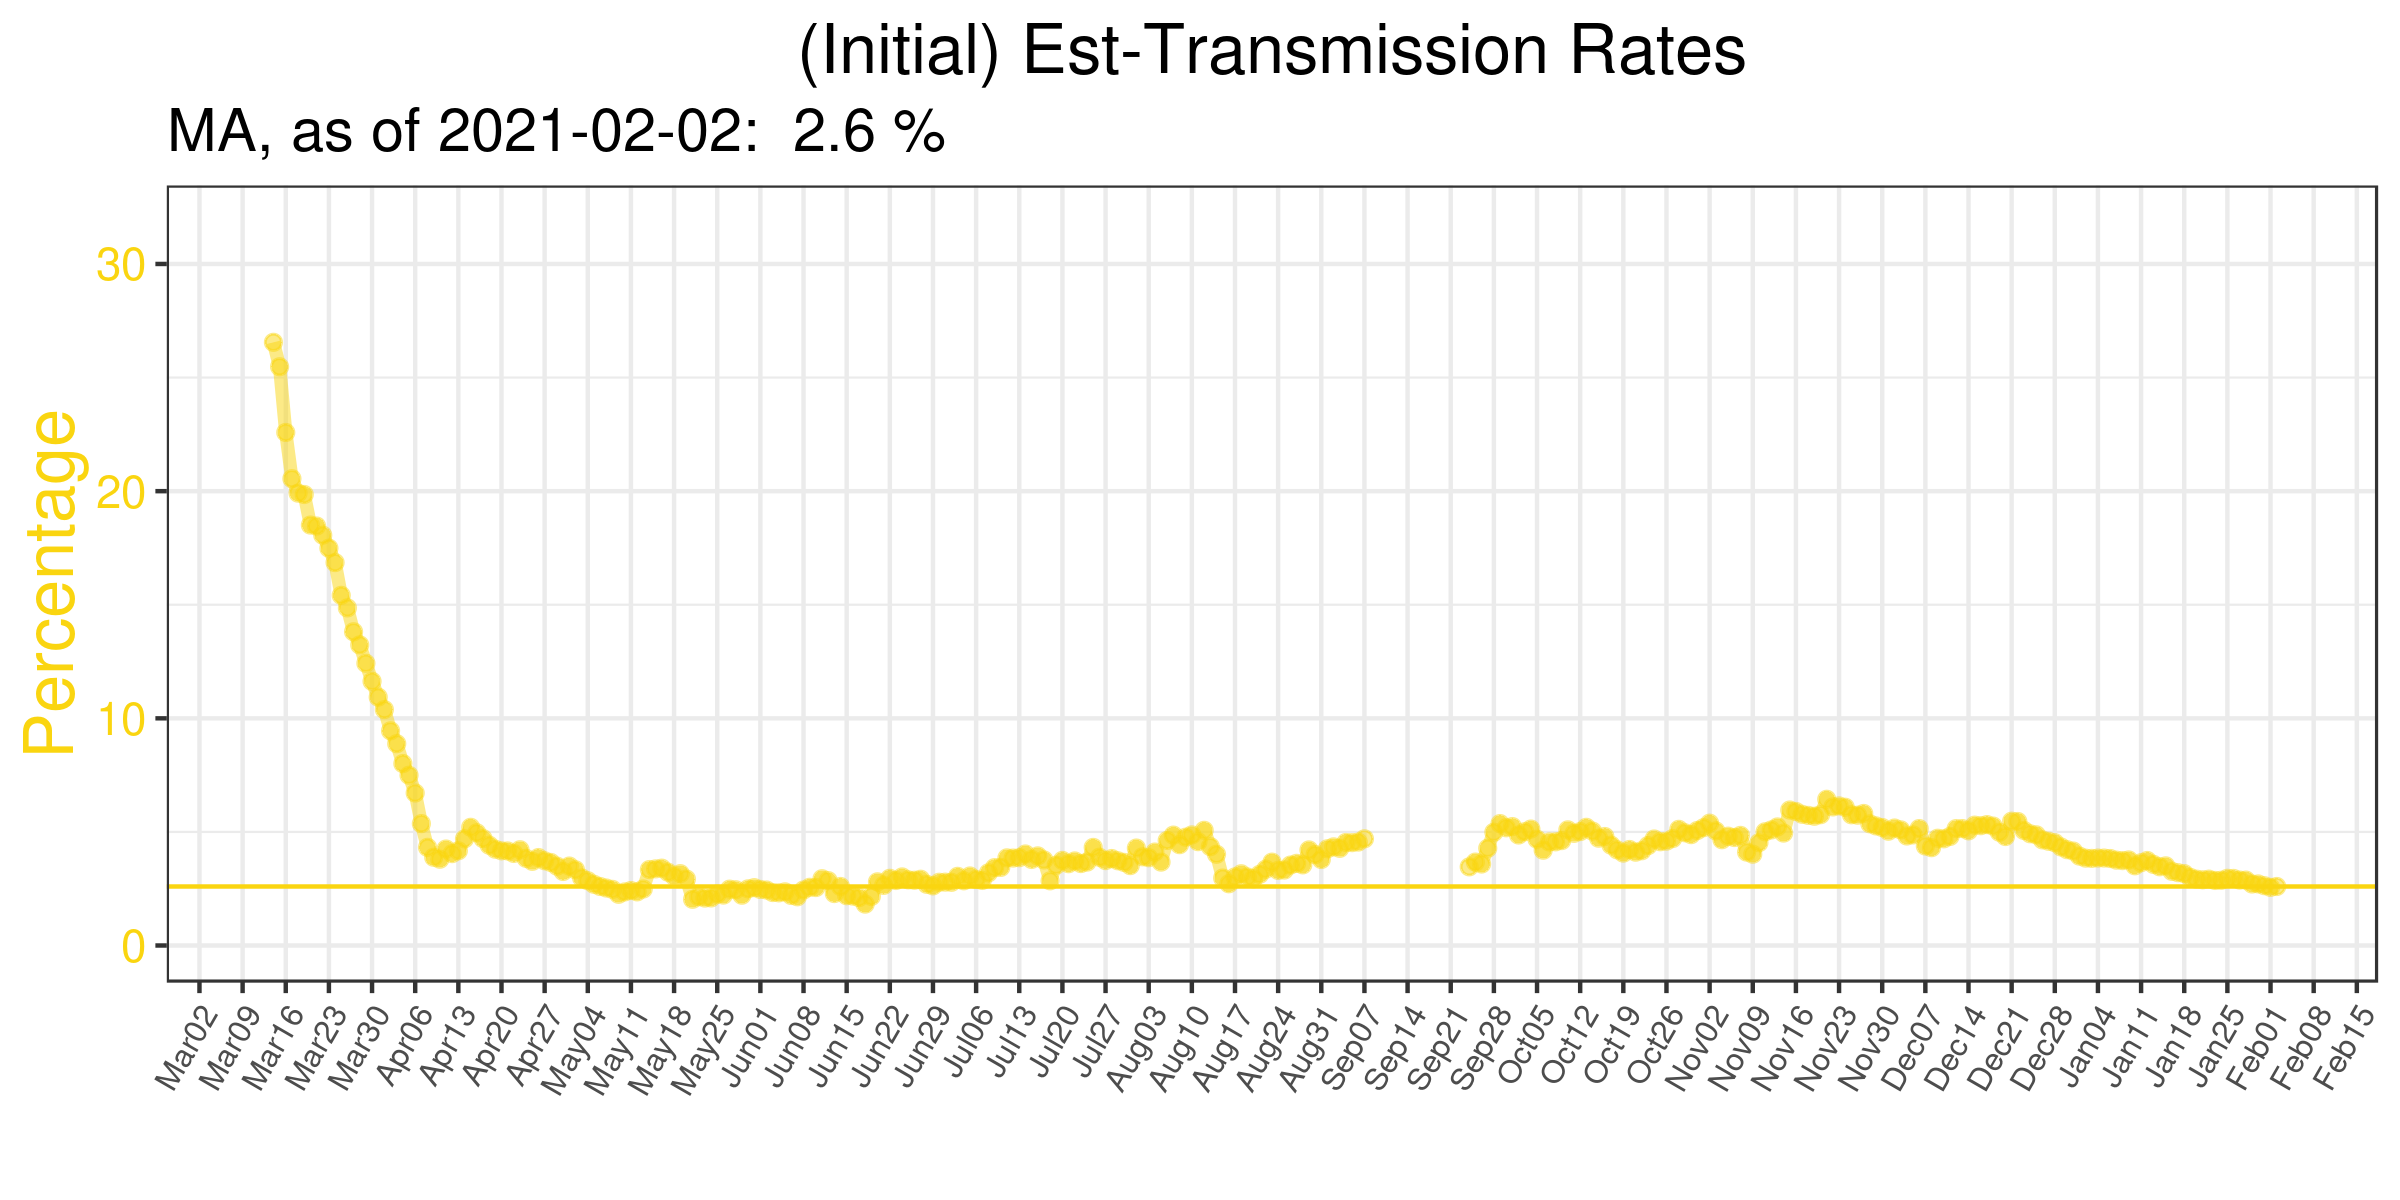 (Initial) Est-Transmission Rates
MA, as of 2021-02-02:  2.6 %
Percentage
30
20
10
0
Mar02
Mar09
Mar16
Mar23
Mar30
Apr06
Apr13
Apr20
Apr27
May04
May11
May18
May25
Jun01
Jun08
Jun15
Jun22
Jun29
Jul06
Jul13
Jul20
Jul27
Aug03
Aug10
Aug17
Aug24
Aug31
Sep07
Sep14
Sep21
Sep28
Oct05
Oct12
Oct19
Oct26
Nov02
Nov09
Nov16
Nov23
Nov30
Dec07
Dec14
Dec21
Dec28
Jan04
Jan11
Jan18
Jan25
Feb01
Feb08
Feb15